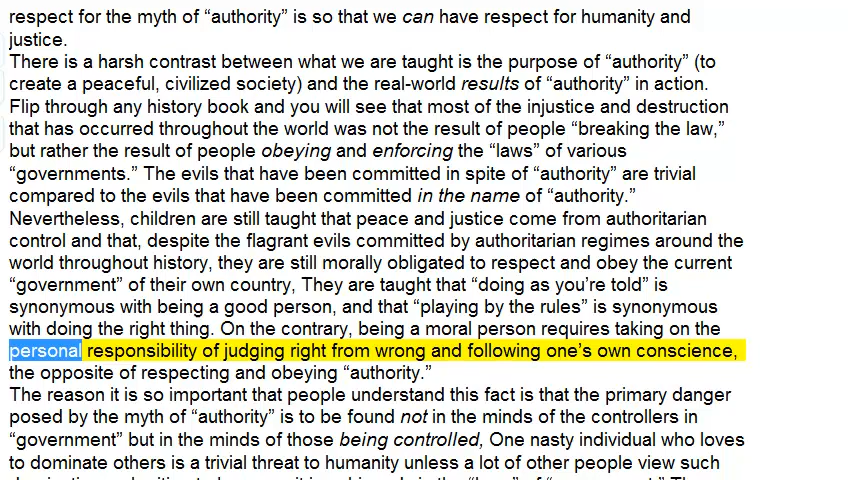 respect for the myth of “authority” is so that we can have respect for humanity and
justice.
There is a harsh contrast between what we are taught is the purpose of “authority” (to
create a peaceful, civilized society) and the real-world results of “authority” in action.
Flip through any history book and you will see that most of the injustice and destruction
that has occurred throughout the world was not the result of people “breaking the law,”
but rather the result of people obeying and enforcing the “laws” of various
“governments.” The evils that have been committed in spite of “authority” are trivial
compared to the evils that have been committed in the name of “authority.”
Nevertheless, children are still taught that peace and justice come from authoritarian
control and that, despite the flagrant evils committed by authoritarian regimes around the
world throughout history, they are still morally obligated to respect and obey the current
“government” of their own country, They are taught that “doing as you’re told” is
synonymous with being a good person, and that “playing by the rules” is synonymous
with doing the right thing. On the contrary, being a moral person requires taking on the
personal responsibility of judging right from wrong and following one’s own conscience,
the opposite of respecting and obeying “authority.”
The reason it is so important that people understand this fact is that the primary danger
posed by the myth of “authority” is to be found not in the minds of the controllers in
“government” but in the minds of those being controlled, One nasty individual who loves
to dominate others is a trivial threat to humanity unless a lot of other people view such